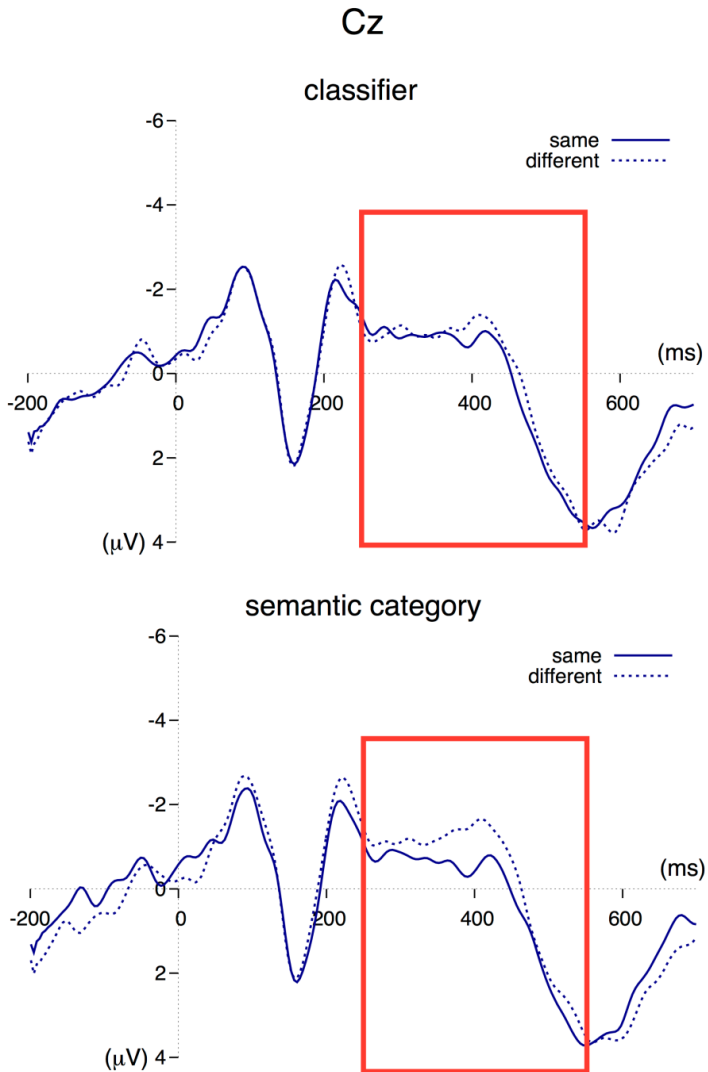 Cz
classifier
-6
same
different
-4
-2
(ms)
0
-200 0 200 400 600
2
(μV) 4
semantic category
-6
same
different
-4
-2
(ms)
0
-200 0 200 400 600
2
(μV) 4